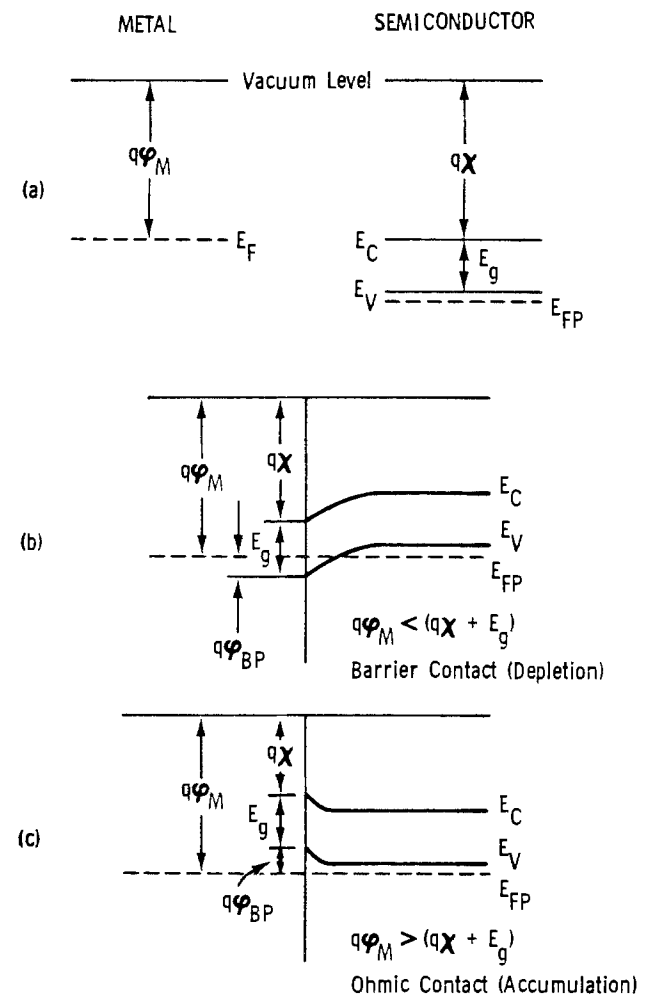 METAL SEMICONDUCTOR
Vacuum Level
qφM qχ
(a)
EF EC Eg
EV EFP
qφM qχ EC
(b) Eg EV
EFP
qφBP qφM < (qχ + Eg)
Barrier Contact (Depletion)
qχ
qφM EC
(c) Eg EV
EFP
qφBP
qφM > (qχ + Eg)
Ohmic Contact (Accumulation)